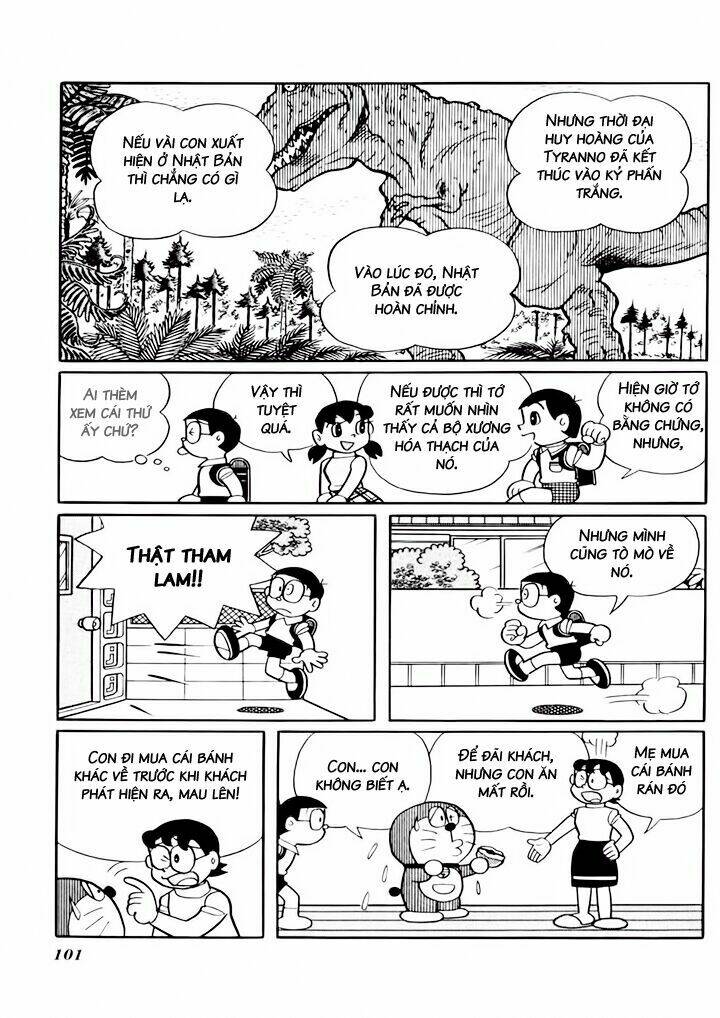 NHƯNG THỜI ĐẠI
HUY HOÀNG CỦA
TYRANNO ĐÃ KẾT
THÚC VÀO KỶ PHẤN
TRẮNG.
VÀO LÚC ĐÓ, NHẬT
BẢN ĐÃ ĐƯỢC
HOÀN CHỈNH.
NẾU VÀI CON XUẤT
HIỆN Ở NHẬT BẢN
THÌ CHẲNG CÓ GÌ
LẠ.
HIỆN GIỜ TỚ
KHÔNG CÓ
BẰNG CHỨNG,
NHƯNG,
NẾU ĐƯỢC THÌ TỚ
RẤT MUỐN NHÌN
THẤY CẢ BỘ XƯƠNG
HÓA THẠCH CỦA
NÓ.
VẬY THÌ
TUYỆT
QUÁ.
AI THÈM
XEM CÁI THỨ
ẤY CHỨ?
NHƯNG MÌNH
CŨNG TÒ MÒ VỀ
NÓ.
THẬT THAM
LAM!!
MẸ MUA
CÁI BÁNH
RÁN ĐÓ
ĐỂ ĐÃI KHÁCH,
NHƯNG CON ĂN
MẤT RỒI.
CON... CON
KHÔNG BIẾT Ạ.
CON ĐI MUA CÁI BÁNH
KHÁC VỀ TRƯỚC KHI KHÁCH
PHÁT HIỆN RA, MAU LÊN!
101